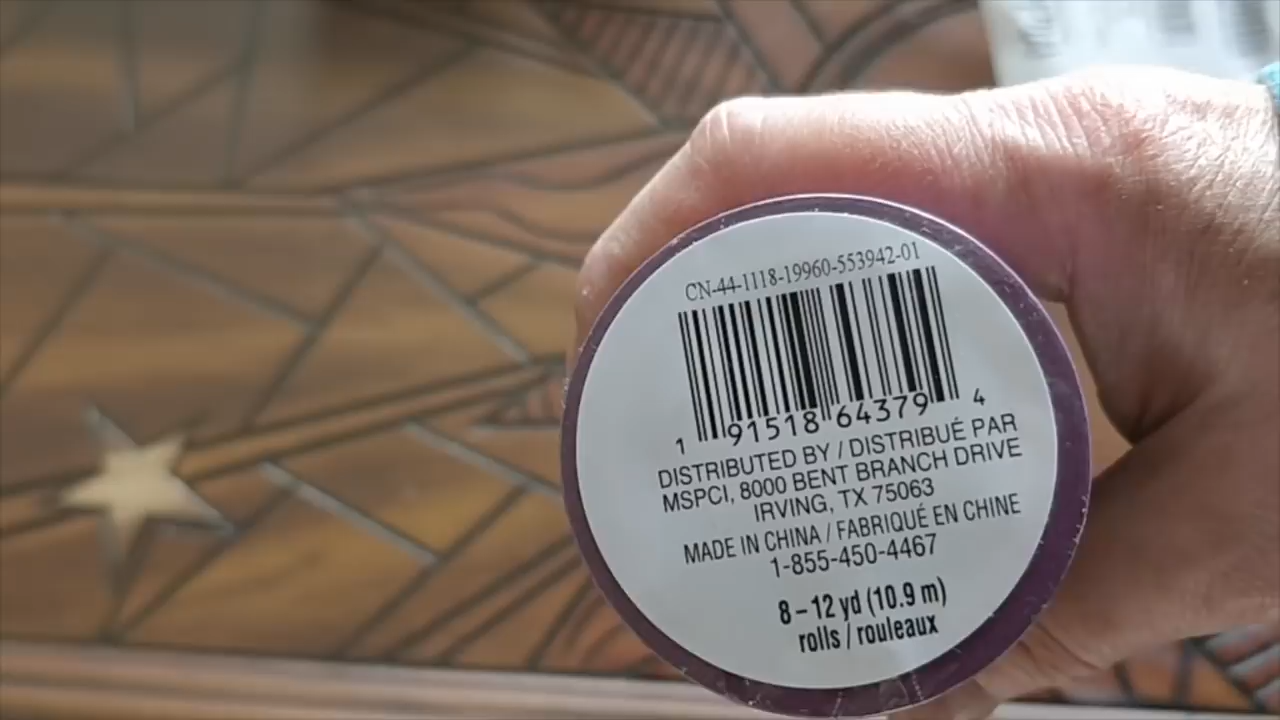 CN-44-1118-19960-553942-01
1 91518 64379 4
DISTRIBUTED BY / DISTRIBUÉ PAR
MSPCI, 8000 BENT BRANCH DRIVE
IRVING, TX 75063
MADE IN CHINA / FABRIQUÉ EN CHINE
1-855-450-4467
8 – 12 yd (10.9 m)
rolls / rouleaux